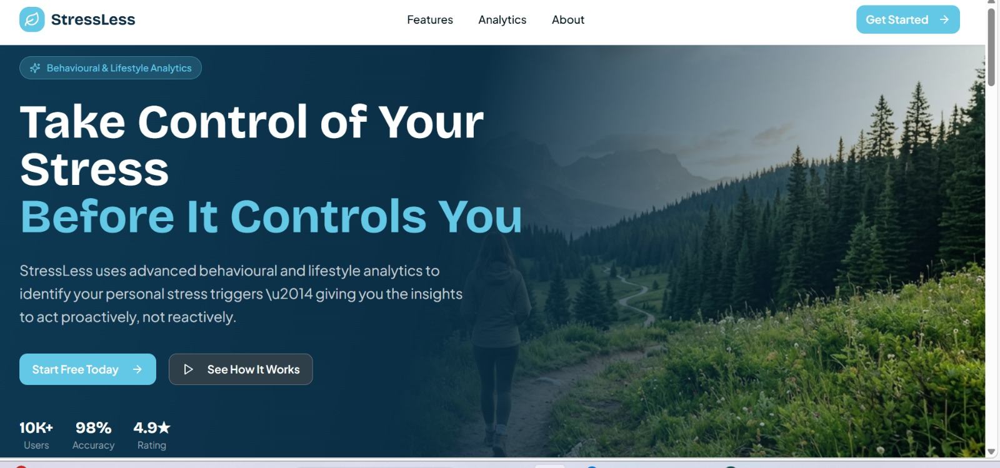 StressLess
Features
Analytics
About
Get Started
Behavioural & Lifestyle Analytics
Take Control of Your
Stress
Before It Controls You
StressLess uses advanced behavioural and lifestyle analytics to
identify your personal stress triggers \u2014 giving you the insights
to act proactively, not reactively.
Start Free Today
See How It Works
10K+
Users
98%
Accuracy
4.9★
Rating